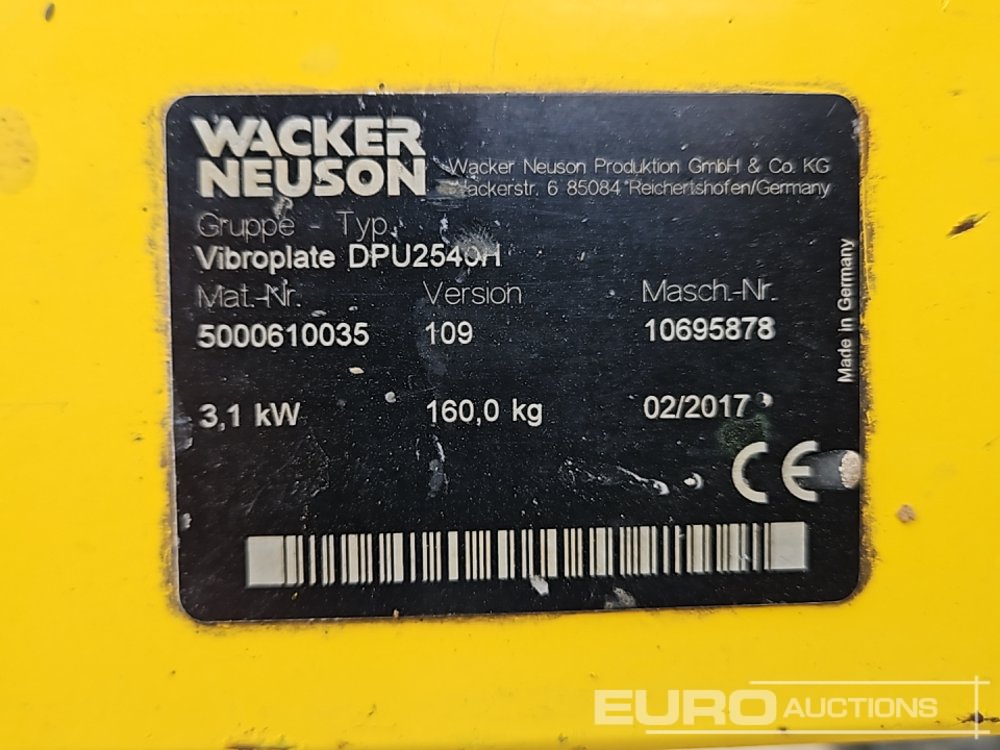 WACKER
NEUSON
Wacker Neuson Produktion GmbH & Co. KG
Wackerstr. 6 85084 Reichertshofen/Germany
Gruppe - Typ.
Vibroplate DPU2540H
Mat.-Nr. Version Masch.-Nr.
5000610035 109 10695878
3,1 kW 160,0 kg 02/2017
Made in Germany
CE
EURO AUCTIONS